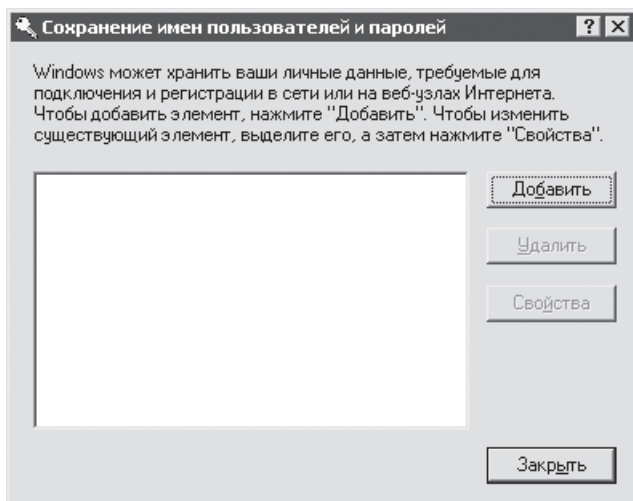 Сохранение имен пользователей и паролей
Windows может хранить ваши личные данные, требуемые для
подключения и регистрации в сети или на веб-узлах Интернета.
Чтобы добавить элемент, нажмите "Добавить". Чтобы изменить
существующий элемент, выделите его, а затем нажмите "Свойства".
Добавить
Удалить
Свойства
Закрыть